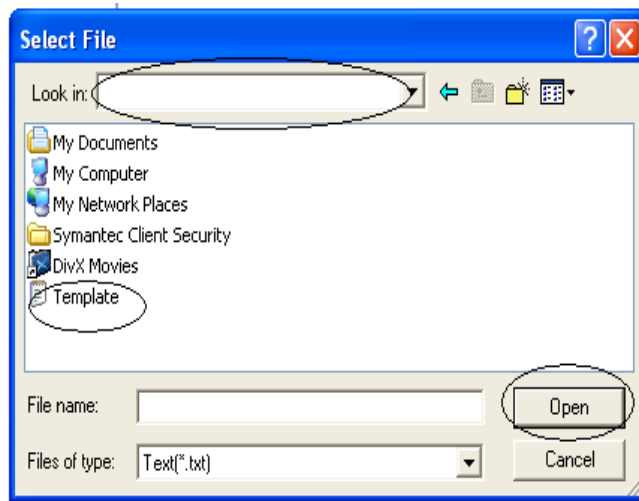 Select File
Look in:
My Documents
My Computer
My Network Places
Symantec Client Security
DivX Movies
Template
File name:
Open
Files of type:
Text(*.txt)
Cancel